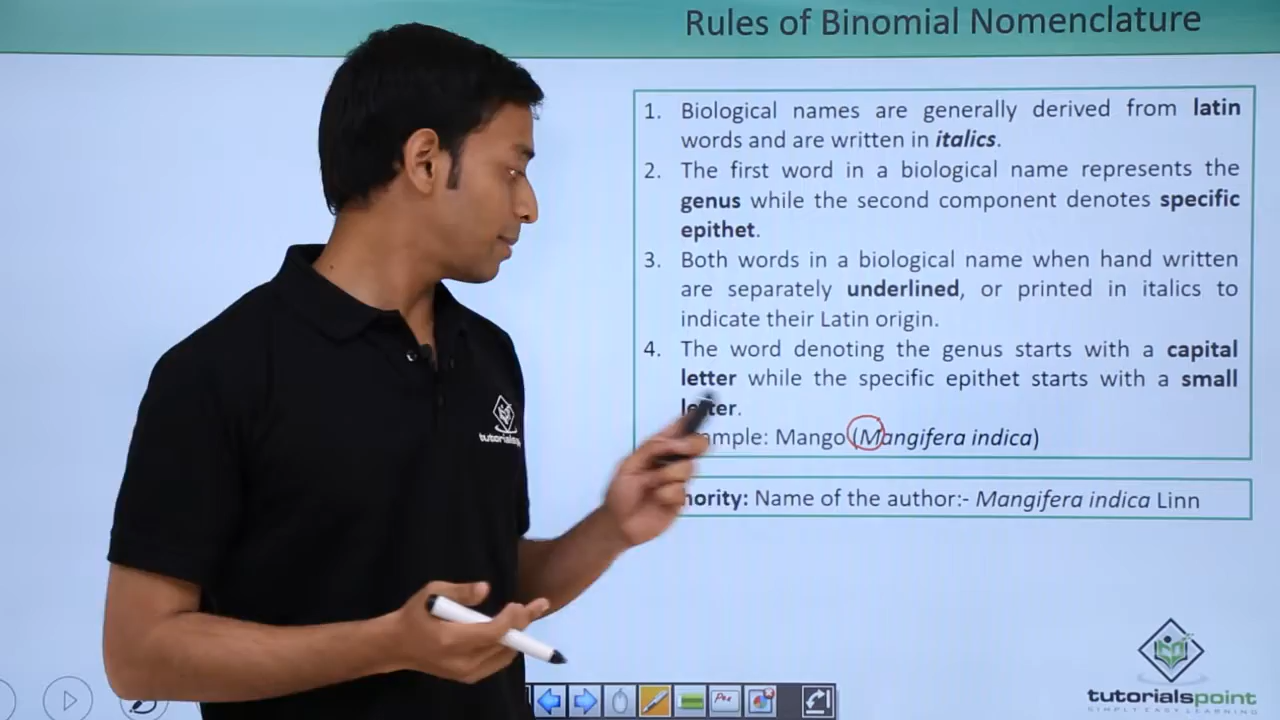 Rules of Binomial Nomenclature
1. Biological names are generally derived from latin
words and are written in italics.
2. The first word in a biological name represents the
genus while the second component denotes specific
epithet.
3. Both words in a biological name when hand written
are separately underlined, or printed in italics to
indicate their Latin origin.
4. The word denoting the genus starts with a capital
letter while the specific epithet starts with a small
letter.
Mango (Mangifera indica)
Name of the author:- Mangifera indica Linn
tutorialspoint
SIMPLY EASY LEARNING